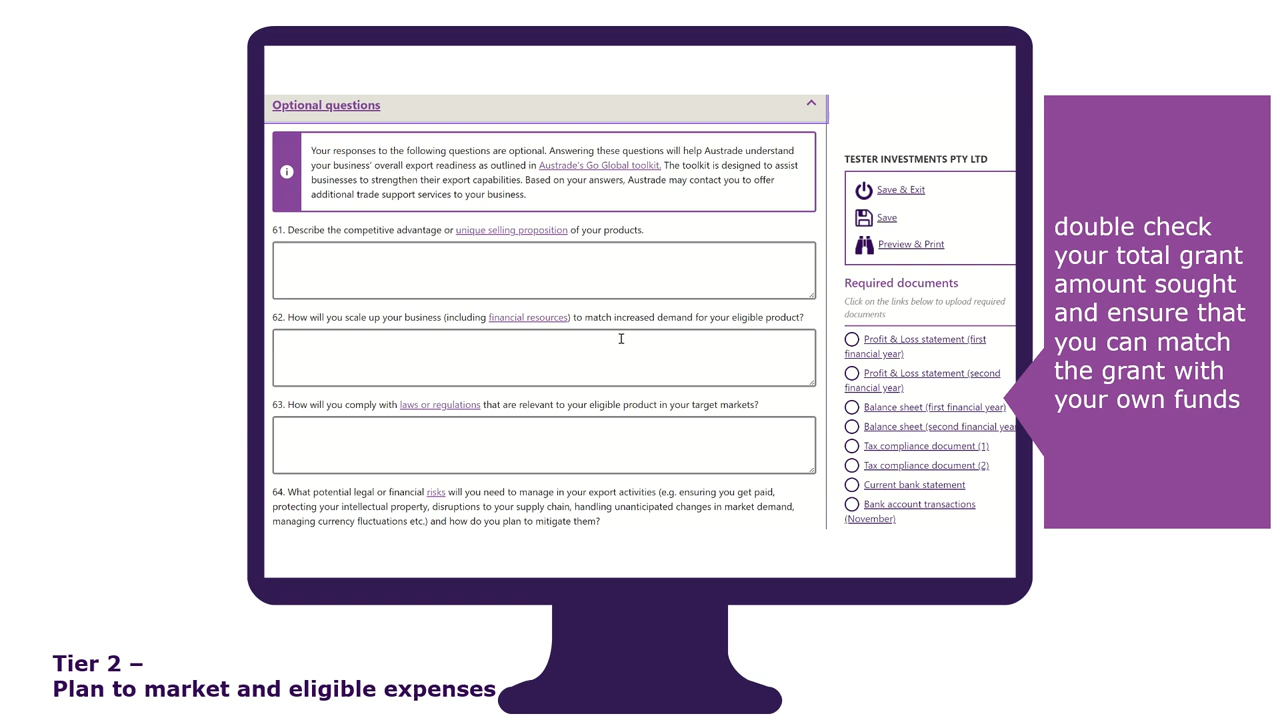 Optional questions
Your responses to the following questions are optional. Answering these questions will help Austrade understand
your business' overall export readiness as outlined in Austrade's Go Global toolkit. The toolkit is designed to assist
businesses to strengthen their export capabilities. Based on your answers, Austrade may contact you to offer
additional trade support services to your business.
61. Describe the competitive advantage or unique selling proposition of your products.
62. How will you scale up your business (including financial resources) to match increased demand for your eligible product?
63. How will you comply with laws or regulations that are relevant to your eligible product in your target markets?
64. What potential legal or financial risks will you need to manage in your export activities (e.g. ensuring you get paid,
protecting your intellectual property, disruptions to your supply chain, handling unanticipated changes in market demand,
managing currency fluctuations etc.) and how do you plan to mitigate them?
TESTER INVESTMENTS PTY LTD
Save & Exit
Save
Preview & Print
Required documents
Click on the links below to upload required
documents
Profit & Loss statement (first
financial year)
Profit & Loss statement (second
financial year)
Balance sheet (first financial year)
Balance sheet (second financial year
Tax compliance document (1)
Tax compliance document (2)
Current bank statement
Bank account transactions
(November)
double check
your total grant
amount sought
and ensure that
you can match
the grant with
your own funds
Tier 2 –
Plan to market and eligible expenses